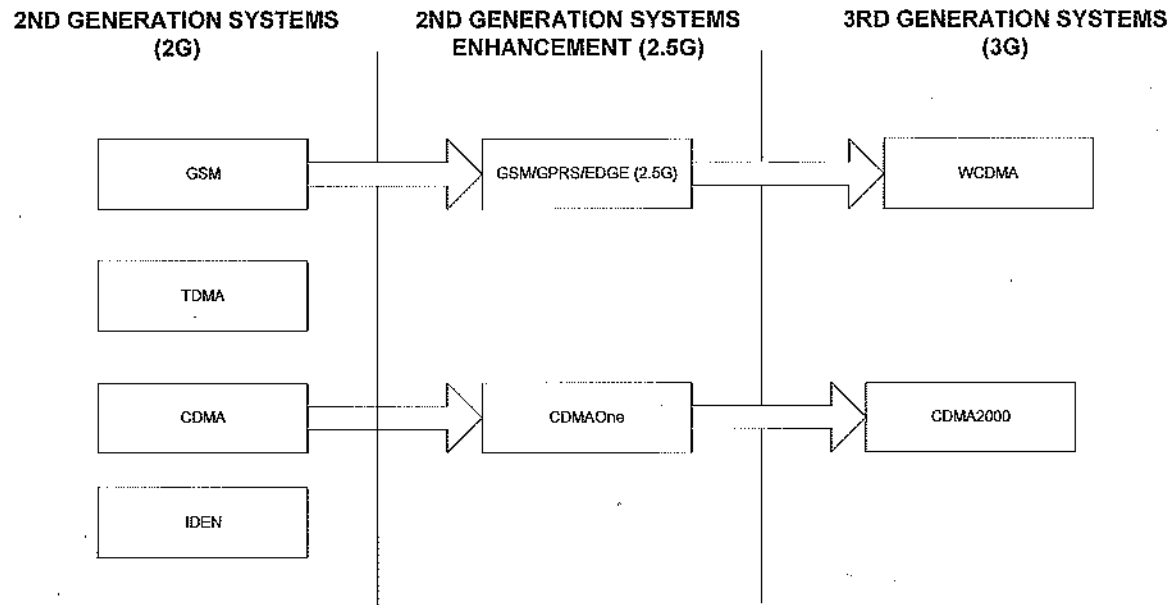 2ND GENERATION SYSTEMS
(2G)
2ND GENERATION SYSTEMS
ENHANCEMENT (2.5G)
3RD GENERATION SYSTEMS
(3G)
GSM
GSM/GPRS/EDGE (2.5G)
WCDMA
TDMA
CDMA
CDMAOne
CDMA2000
IDEN